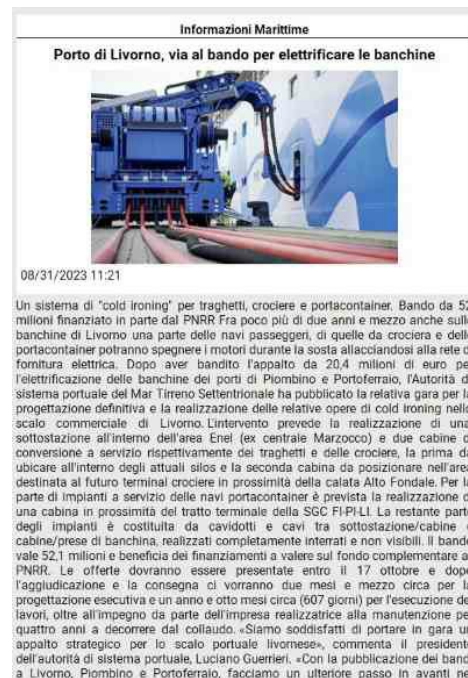 Informazioni Marittime
Porto di Livorno, via al bando per elettrificare le banchine
08/31/2023 11:21
Un sistema di "cold ironing" per traghetti, crociere e portacontainer. Bando da 52
milioni finanziato in parte dal PNRR Fra poco più di due anni e mezzo anche sulle
banchine di Livorno una parte delle navi passeggeri, di quelle da crociera e delle
portacontainer potranno spegnere i motori durante la sosta allacciandosi alla rete
fornitura elettrica. Dopo aver bandito l'appalto da 20,4 milioni di euro per
l'elettrificazione delle banchine dei porti di Piombino e Portoferraio, l'Autorità di
sistema portuale del Mar Tirreno Settentrionale ha pubblicato la relativa gara per la
progettazione definitiva e la realizzazione delle relative opere di cold ironing nello
scalo commerciale di Livorno. L'intervento prevede la realizzazione di una
sottostazione all'interno dell'area Enel (ex centrale Marzocco) e due cabine
conversione a servizio rispettivamente dei traghetti e delle crociere, la prima da
ubicare all'interno degli attuali silos e la seconda cabina da posizionare nell'area
destinata al futuro terminal crociere in prossimità della calata Alto Fondale. Per la
parte di impianti a servizio delle navi portacontainer è prevista la realizzazione
una cabina in prossimità del tratto terminale della SGC FI-PI-LI. La restante parte
degli impianti è costituita da cavidotti e cavi tra sottostazione/cabine
cabine/prese di banchina, realizzati completamente interrati e non visibili. Il bando
vale 52,1 milioni e beneficia dei finanziamenti a valere sul fondo complementare al
PNRR. Le offerte dovranno essere presentate entro il 17 ottobre e dopo
l'aggiudicazione e la consegna ci vorranno due mesi e mezzo circa per la
progettazione esecutiva e un anno e otto mesi circa (607 giorni) per l'esecuzione dei
lavori, oltre all'impegno da parte dell'impresa realizzatrice alla manutenzione per
quattro anni a decorrere dal collaudo. «Siamo soddisfatti di portare in gara un
appalto strategico per lo scalo portuale livornese», commenta il presidente
dell'autorità di sistema portuale, Luciano Guerrieri. «Con la pubblicazione dei bandi
a Livorno, Piombino e Portoferraio, facciamo un ulteriore passo in avanti